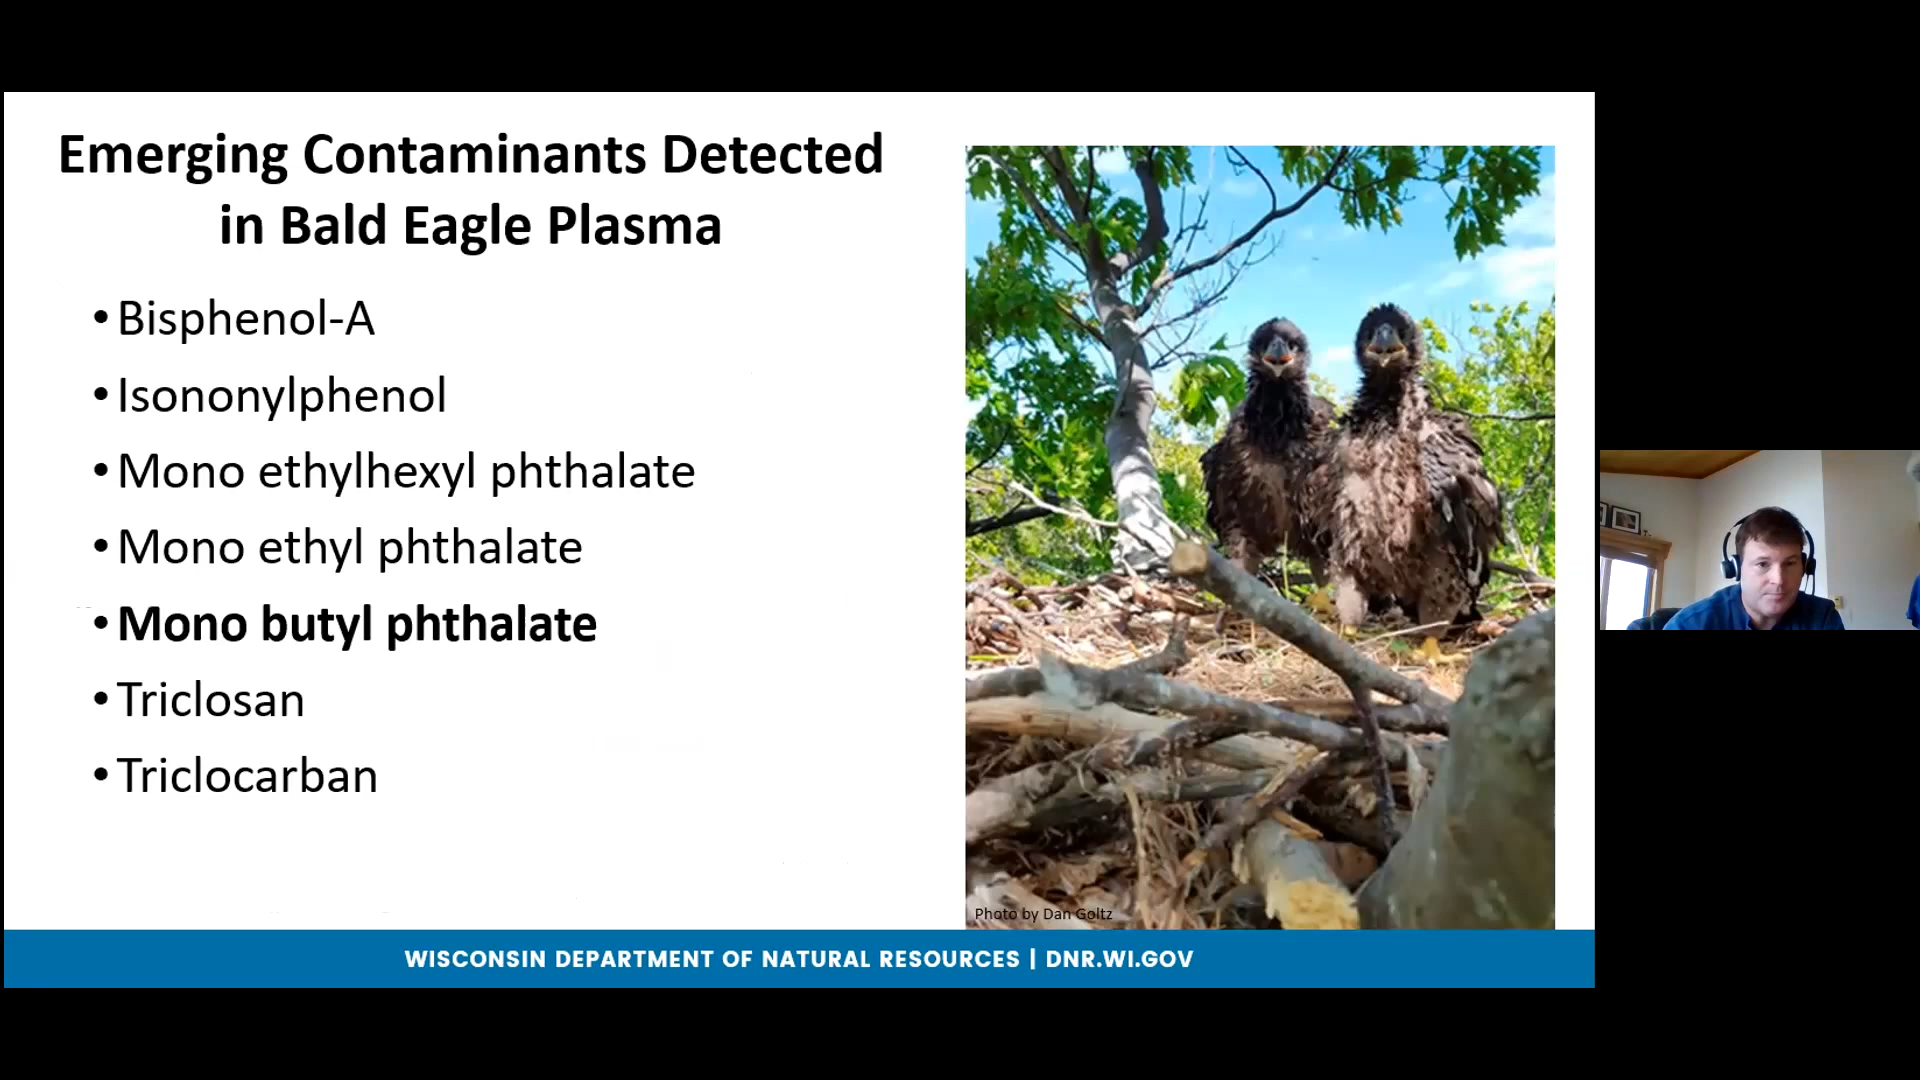 Emerging Contaminants Detected
in Bald Eagle Plasma
• Bisphenol-A
• Isononylphenol
• Mono ethylhexyl phthalate
• Mono ethyl phthalate
• Mono butyl phthalate
• Triclosan
• Triclocarban
Photo by Dan Goltz
WISCONSIN DEPARTMENT OF NATURAL RESOURCES | DNR.WI.GOV